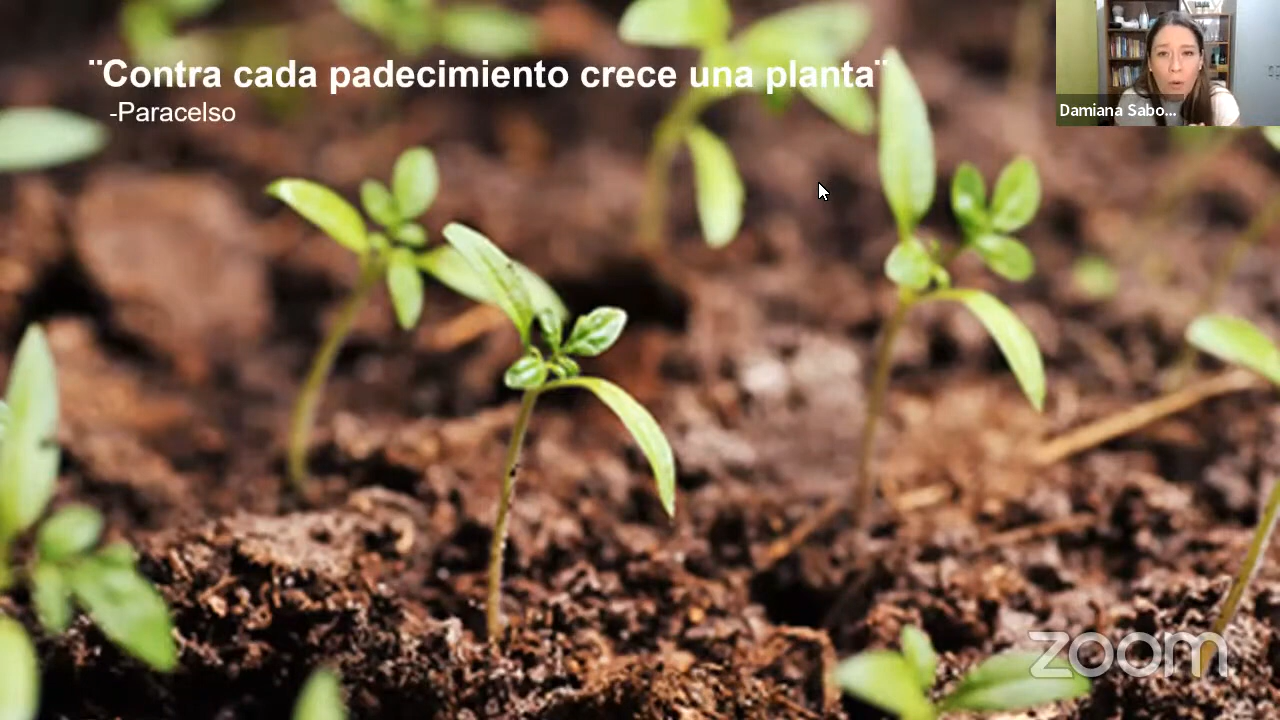 ¨Contra cada padecimiento crece una planta¨
-Paracelso
Damiana Sabo...
zoom